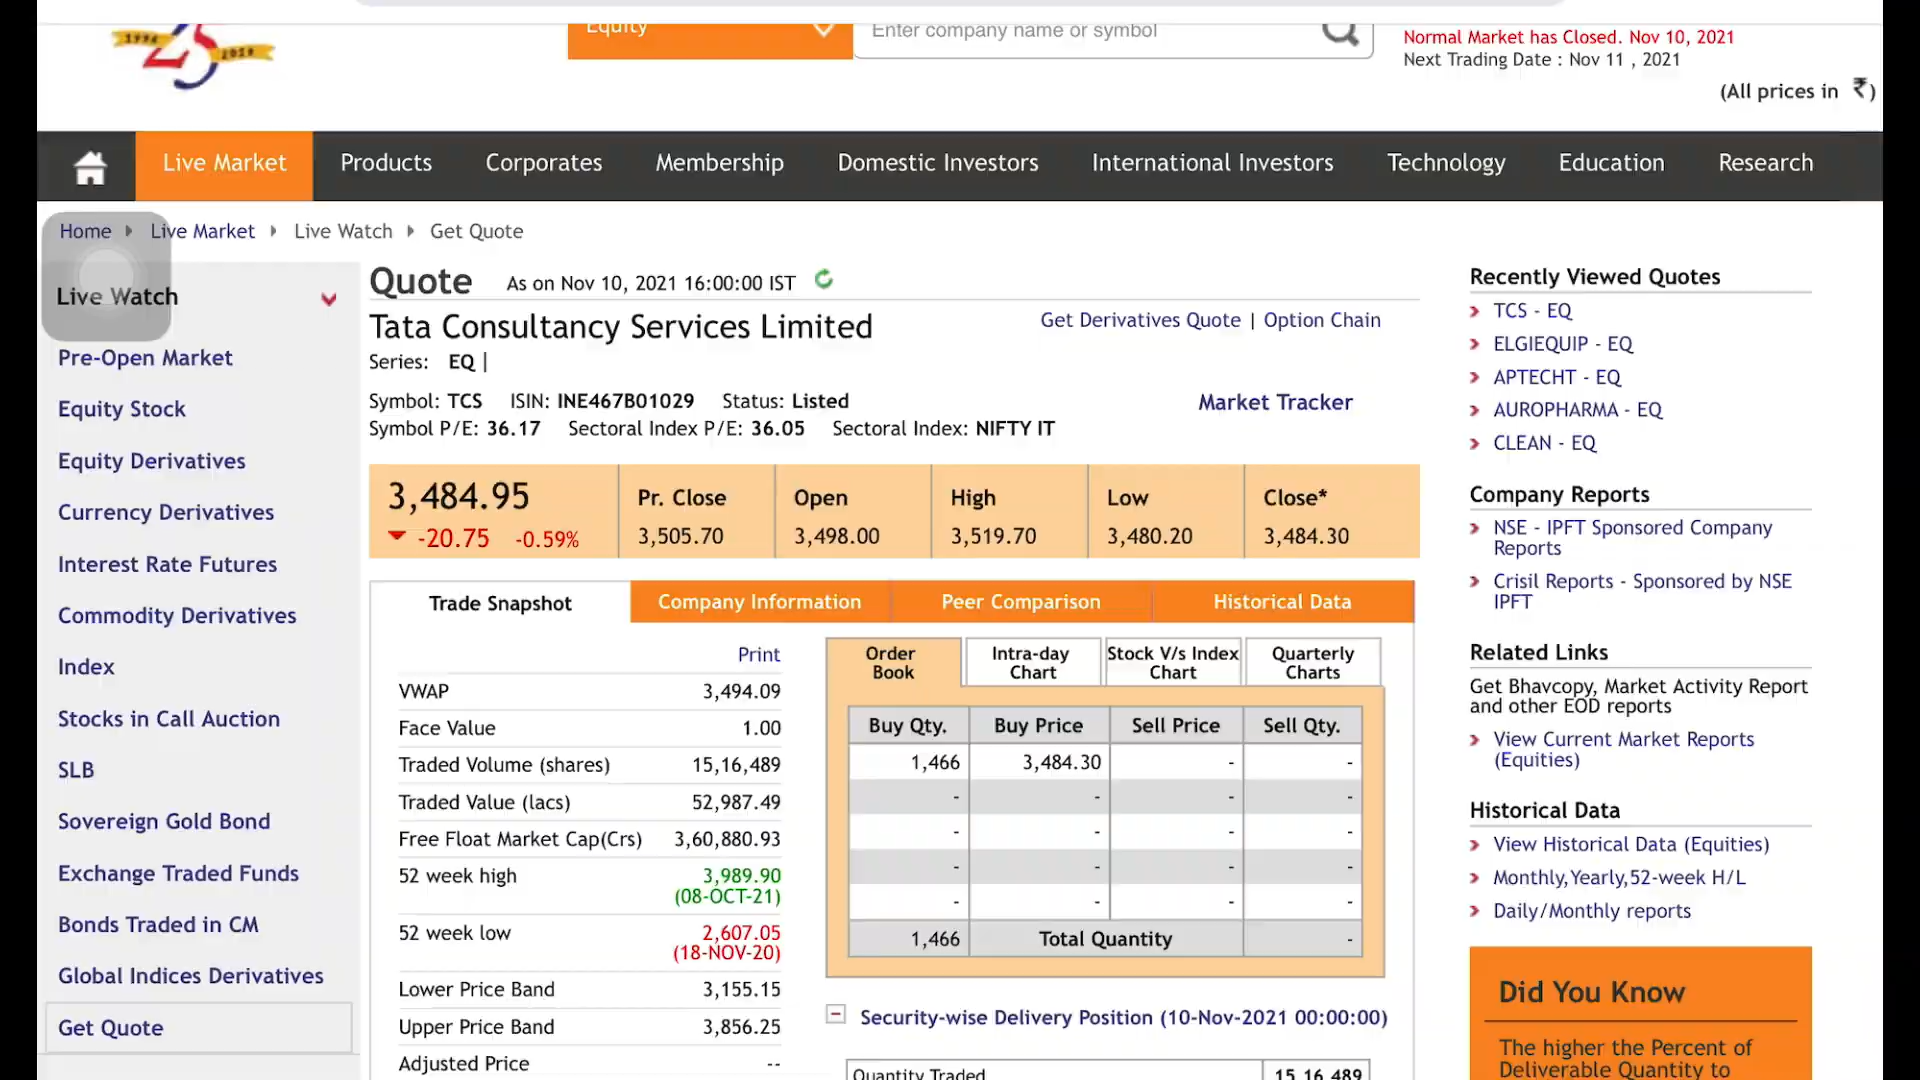 1994 2019
Equity
Enter company name or symbol
Normal Market has Closed. Nov 10, 2021
Next Trading Date : Nov 11 , 2021
(All prices in ₹)
Live Market Products Corporates Membership Domestic Investors International Investors Technology Education Research
Home Live Market Live Watch Get Quote
Live Watch
Pre-Open Market
Equity Stock
Equity Derivatives
Currency Derivatives
Interest Rate Futures
Commodity Derivatives
Index
Stocks in Call Auction
SLB
Sovereign Gold Bond
Exchange Traded Funds
Bonds Traded in CM
Global Indices Derivatives
Get Quote
Quote As on Nov 10, 2021 16:00:00 IST
Tata Consultancy Services Limited
Get Derivatives Quote | Option Chain
Series: EQ |
Symbol: TCS ISIN: INE467B01029 Status: Listed
Market Tracker
Symbol P/E: 36.17 Sectoral Index P/E: 36.05 Sectoral Index: NIFTY IT
3,484.95 Pr. Close Open High Low Close*
-20.75 -0.59% 3,505.70 3,498.00 3,519.70 3,480.20 3,484.30
Trade Snapshot Company Information Peer Comparison Historical Data
Print
VWAP 3,494.09
Face Value 1.00
Traded Volume (shares) 15,16,489
Traded Value (lacs) 52,987.49
Free Float Market Cap(Crs) 3,60,880.93
52 week high 3,989.90
(08-OCT-21)
52 week low 2,607.05
(18-NOV-20)
Lower Price Band 3,155.15
Upper Price Band 3,856.25
Adjusted Price --
Order Book
Intra-day Chart
Stock V/s Index Chart
Quarterly Charts
Buy Qty. Buy Price Sell Price Sell Qty.
1,466 3,484.30 - -
- - - -
- - - -
- - - -
- - - -
1,466 Total Quantity -
Security-wise Delivery Position (10-Nov-2021 00:00:00)
Quantity Traded 15,16,489
Recently Viewed Quotes
TCS - EQ
ELGIEQUIP - EQ
APTECHT - EQ
AUROPHARMA - EQ
CLEAN - EQ
Company Reports
NSE - IPFT Sponsored Company
Reports
Crisil Reports - Sponsored by NSE
IPFT
Related Links
Get Bhavcopy, Market Activity Report
and other EOD reports
View Current Market Reports
(Equities)
Historical Data
View Historical Data (Equities)
Monthly,Yearly,52-week H/L
Daily/Monthly reports
Did You Know
The higher the Percent of
Deliverable Quantity to